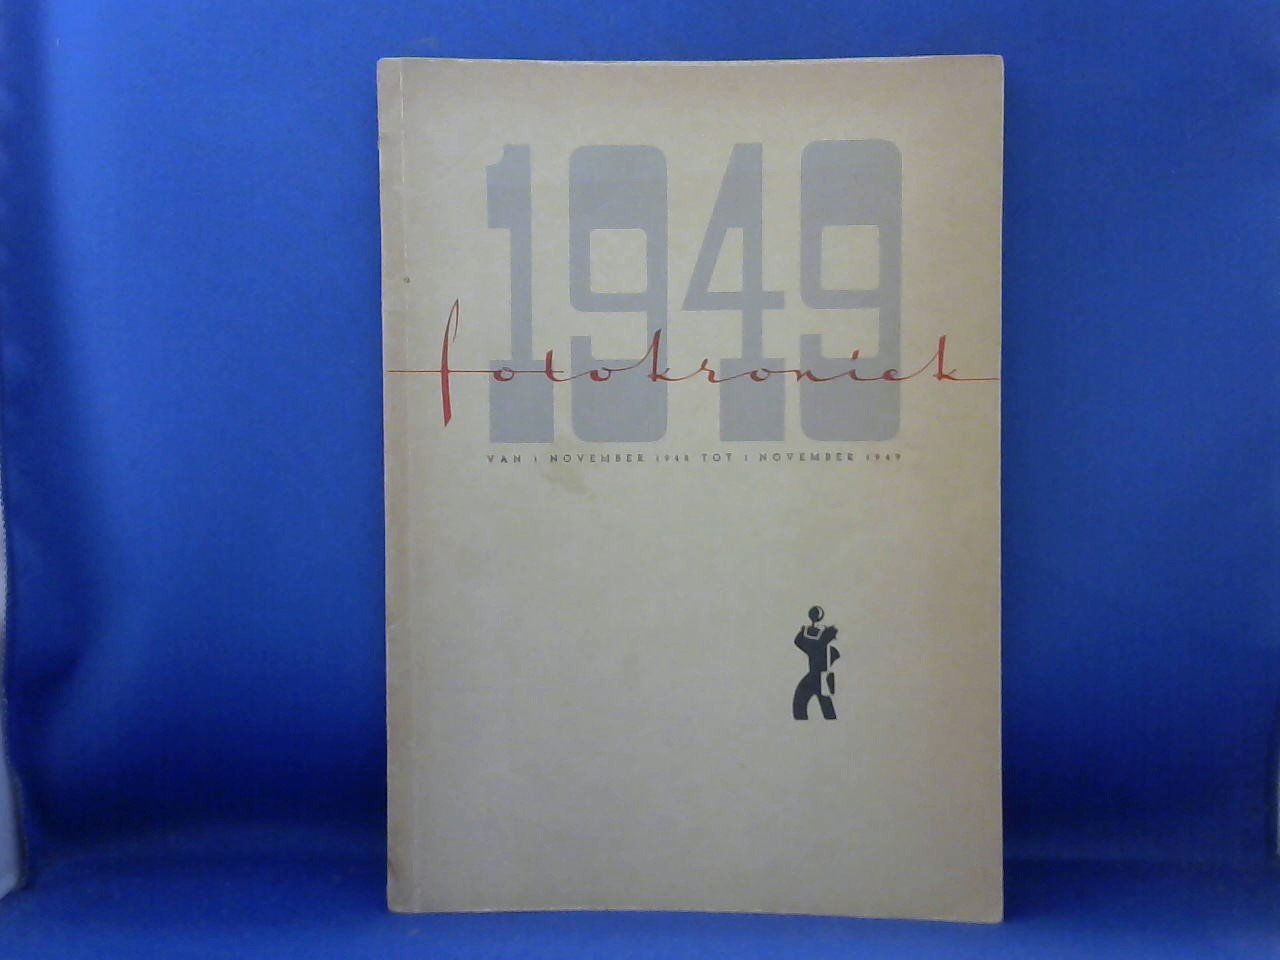 1949
fotokroniek
VAN 1 NOVEMBER 1948 TOT 1 NOVEMBER 1949